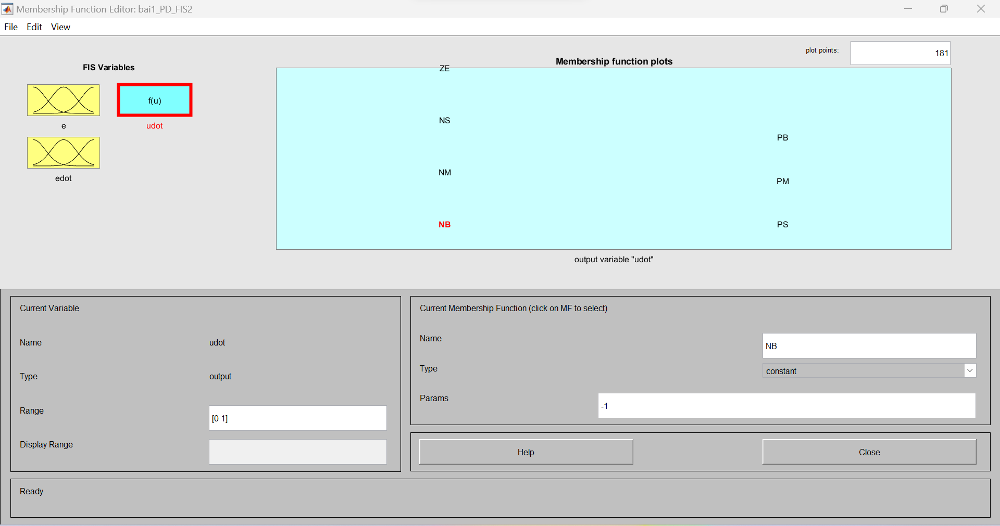 Membership Function Editor: bai1_PD_FIS2
File Edit View
FIS Variables
f(u)
e
udot
edot
plot points:
181
Membership function plots
ZE
NS
PB
NM
PM
NB
PS
output variable "udot"
Current Variable
Name
udot
Type
output
Range
[0 1]
Display Range
Current Membership Function (click on MF to select)
Name
NB
Type
constant
Params
-1
Help
Close
Ready